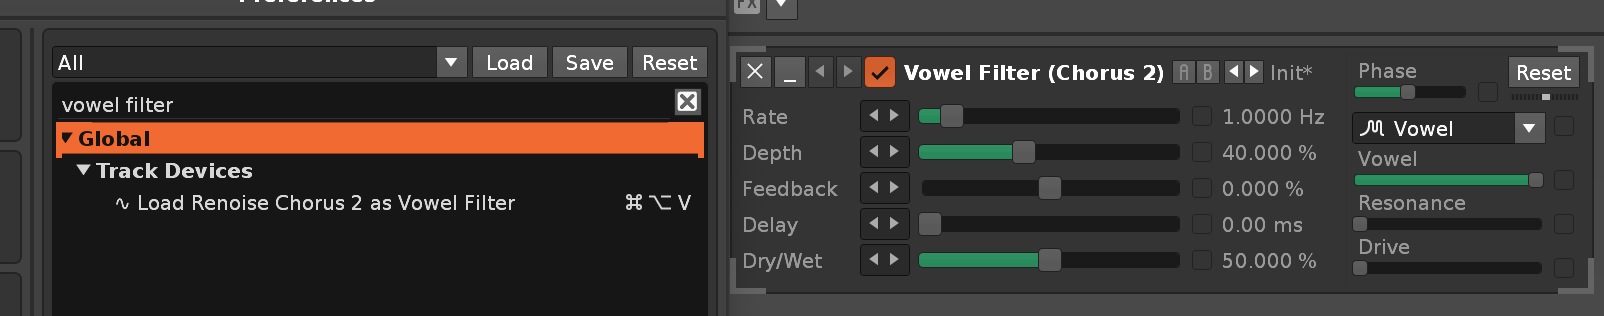 Preferences
All Load Save Reset
vowel filter
Global
Track Devices
∿ Load Renoise Chorus 2 as Vowel Filter ⌘⌥ V
FX
Vowel Filter (Chorus 2) A B Init*
Rate 1.0000 Hz
Depth 40.000 %
Feedback 0.000 %
Delay 0.00 ms
Dry/Wet 50.000 %
Phase Reset
Vowel
Vowel
Resonance
Drive